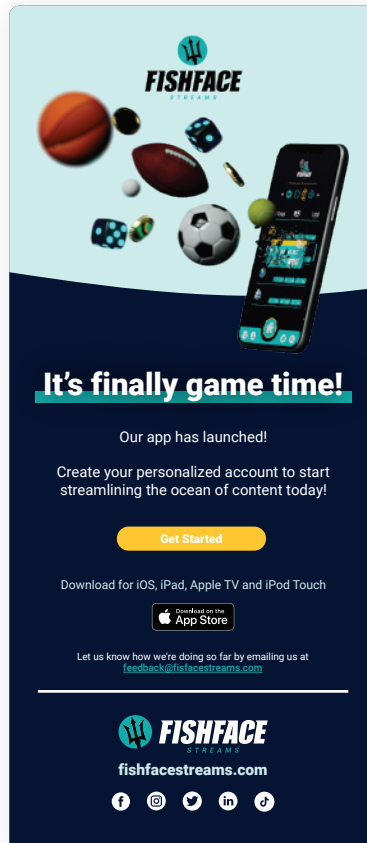 FISHFACE
STREAMS
It's finally game time!
Our app has launched!
Create your personalized account to start
streamlining the ocean of content today!
Get Started
Download for iOS, iPad, Apple TV and iPod Touch
Download on the
App Store
Let us know how we're doing so far by emailing us at
feedback@fisfacestreams.com
FISHFACE
STREAMS
fishfacestreams.com